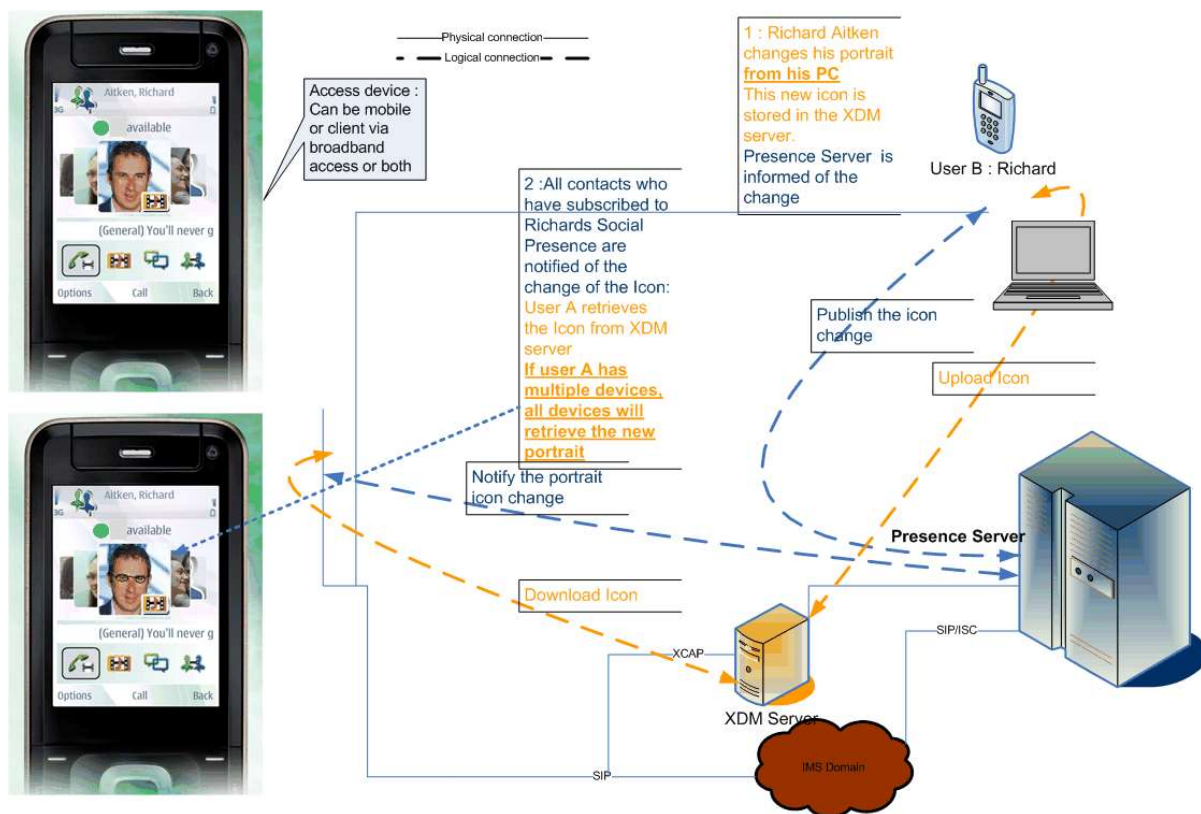 Physical connection
Logical connection
Aitken, Richard
3G
available
(General) You'll never g
Options Call Back
Access device :
Can be mobile
or client via
broadband
access or both
1 : Richard Aitken
changes his portrait
from his PC
This new icon is
stored in the XDM
server.
Presence Server is
informed of the
change
User B : Richard
2 :All contacts who
have subscribed to
Richards Social
Presence are
notified of the
change of the Icon:
User A retrieves
the Icon from XDM
server
If user A has
multiple devices,
all devices will
retrieve the new
portrait
Publish the icon
change
Upload Icon
Notify the portrait
icon change
Aitken, Richard
3G
available
(General) You'll never g
Options Call Back
Presence Server
Download Icon
SIP/ISC
XCAP
XDM Server
IMS Domain
SIP